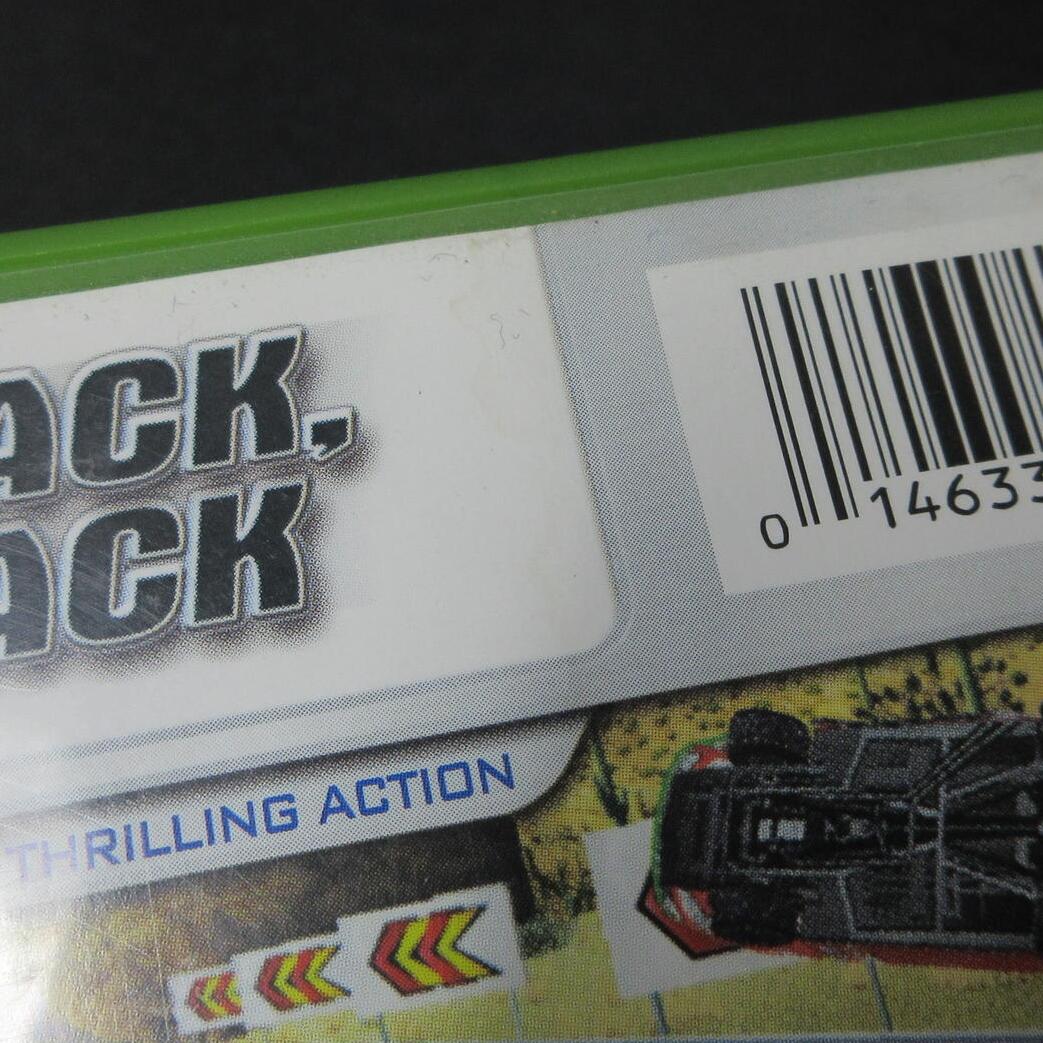 ACK,
ACK
0 14633
THRILLING ACTION